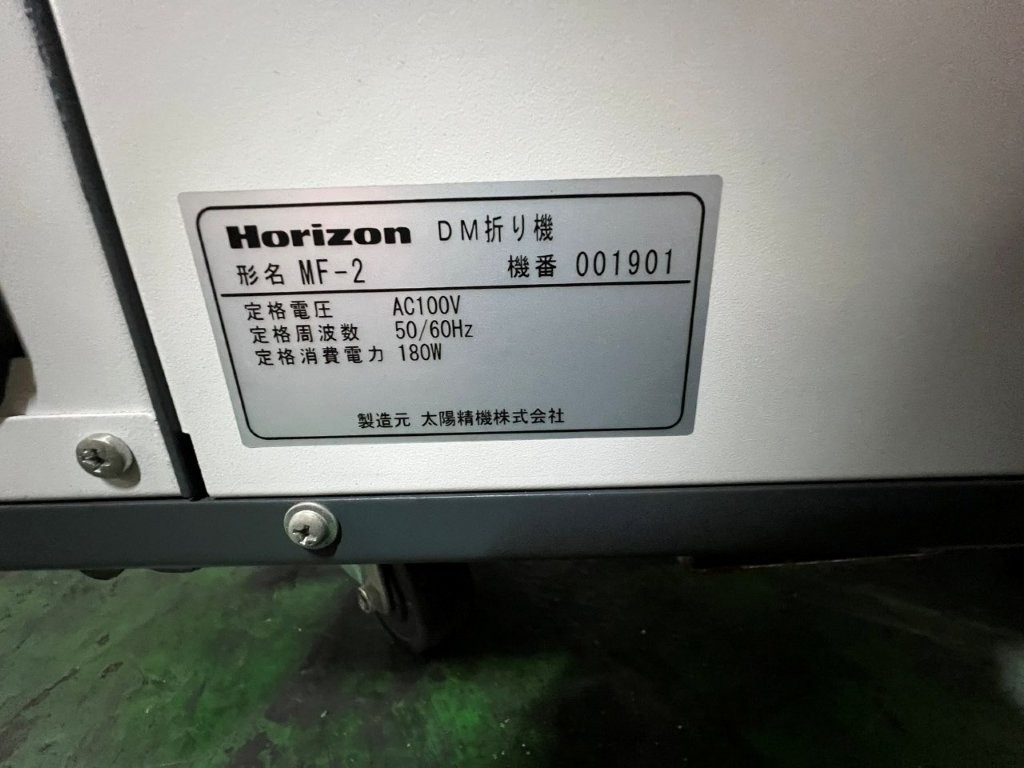 Horizon DM折り機
形名 MF-2 機番 001901
定格電圧 AC100V
定格周波数 50/60Hz
定格消費電力 180W
製造元 太陽精機株式会社